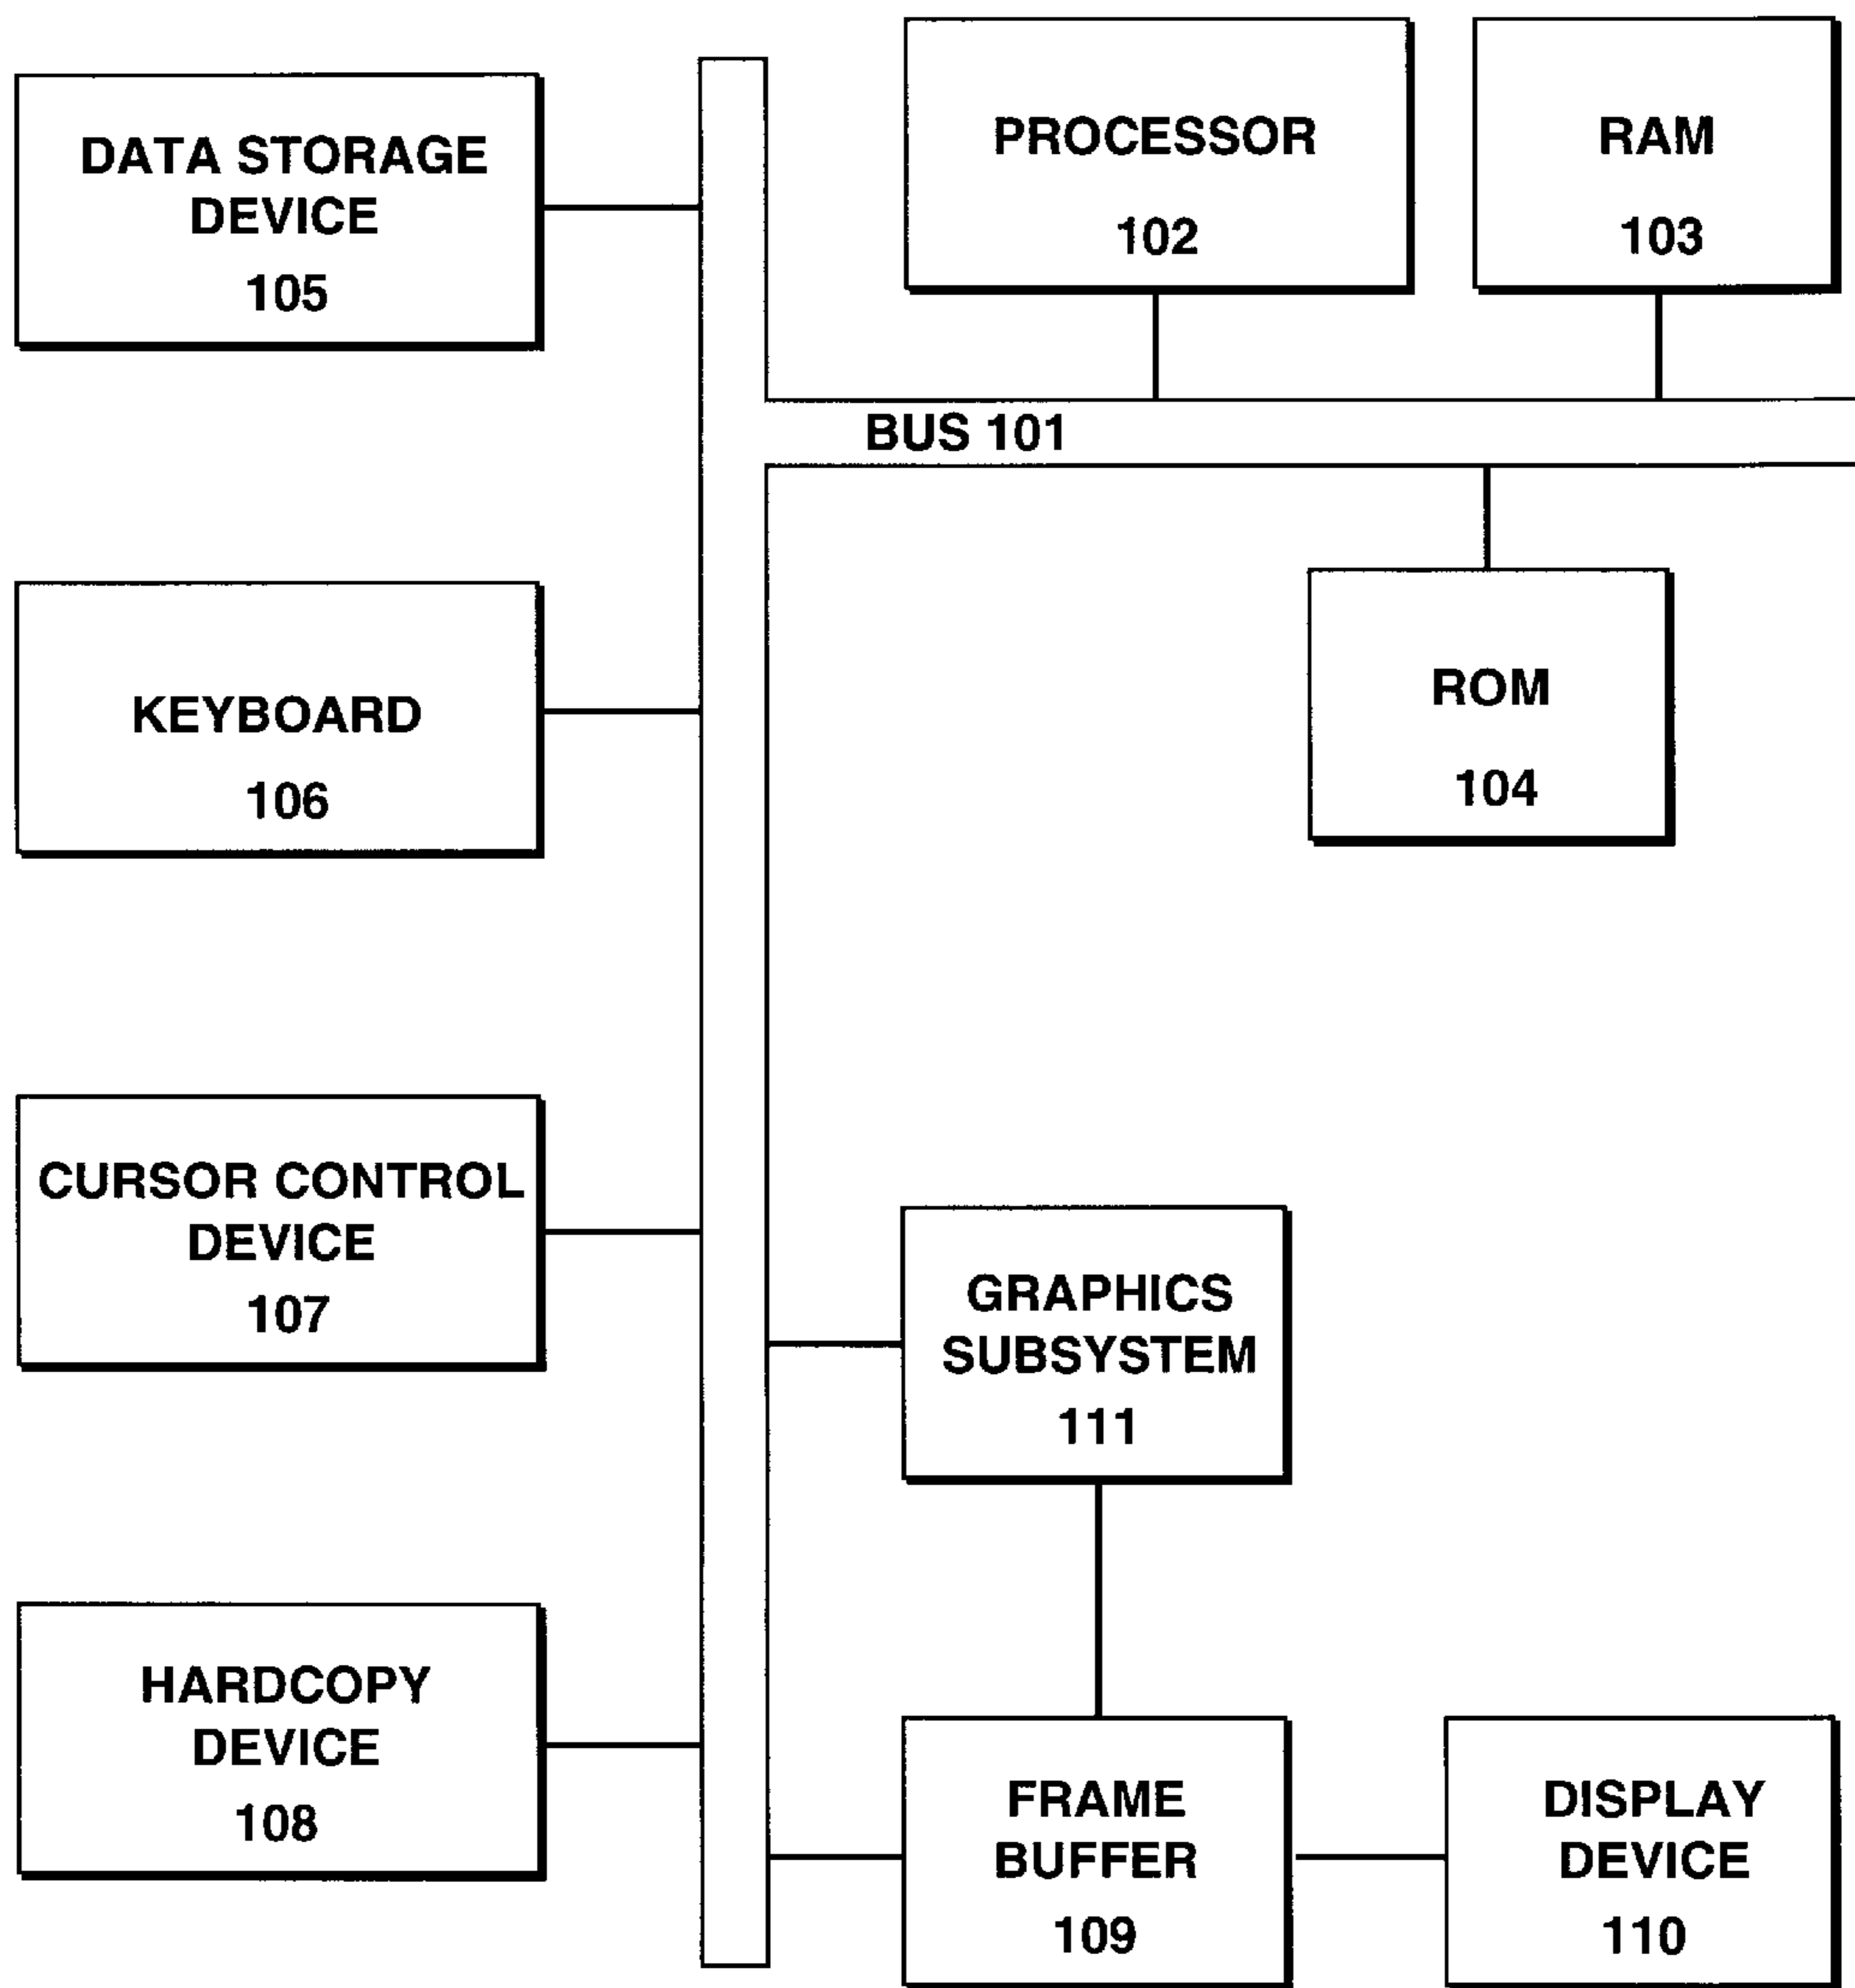 DATA STORAGE
DEVICE
105
PROCESSOR
102
RAM
103
BUS 101
KEYBOARD
106
ROM
104
CURSOR CONTROL
DEVICE
107
GRAPHICS
SUBSYSTEM
111
HARDCOPY
DEVICE
108
FRAME
BUFFER
109
DISPLAY
DEVICE
110